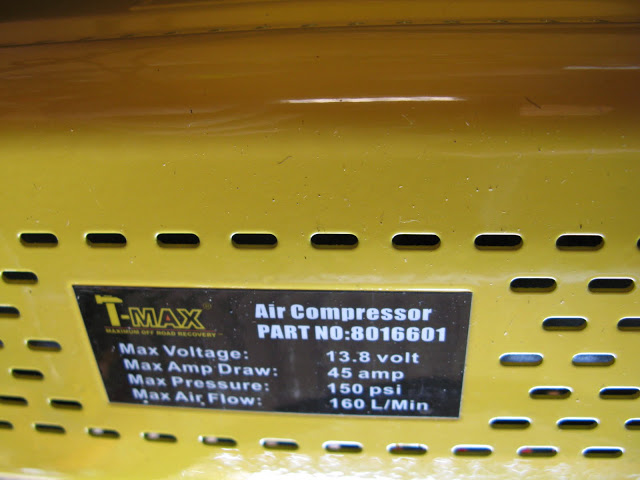 T-MAX®
MAXIMUM OFF ROAD RECOVERY™
Air Compressor
PART NO:8016601
Max Voltage: 13.8 volt
Max Amp Draw: 45 amp
Max Pressure: 150 psi
Max Air Flow: 160 L/Min